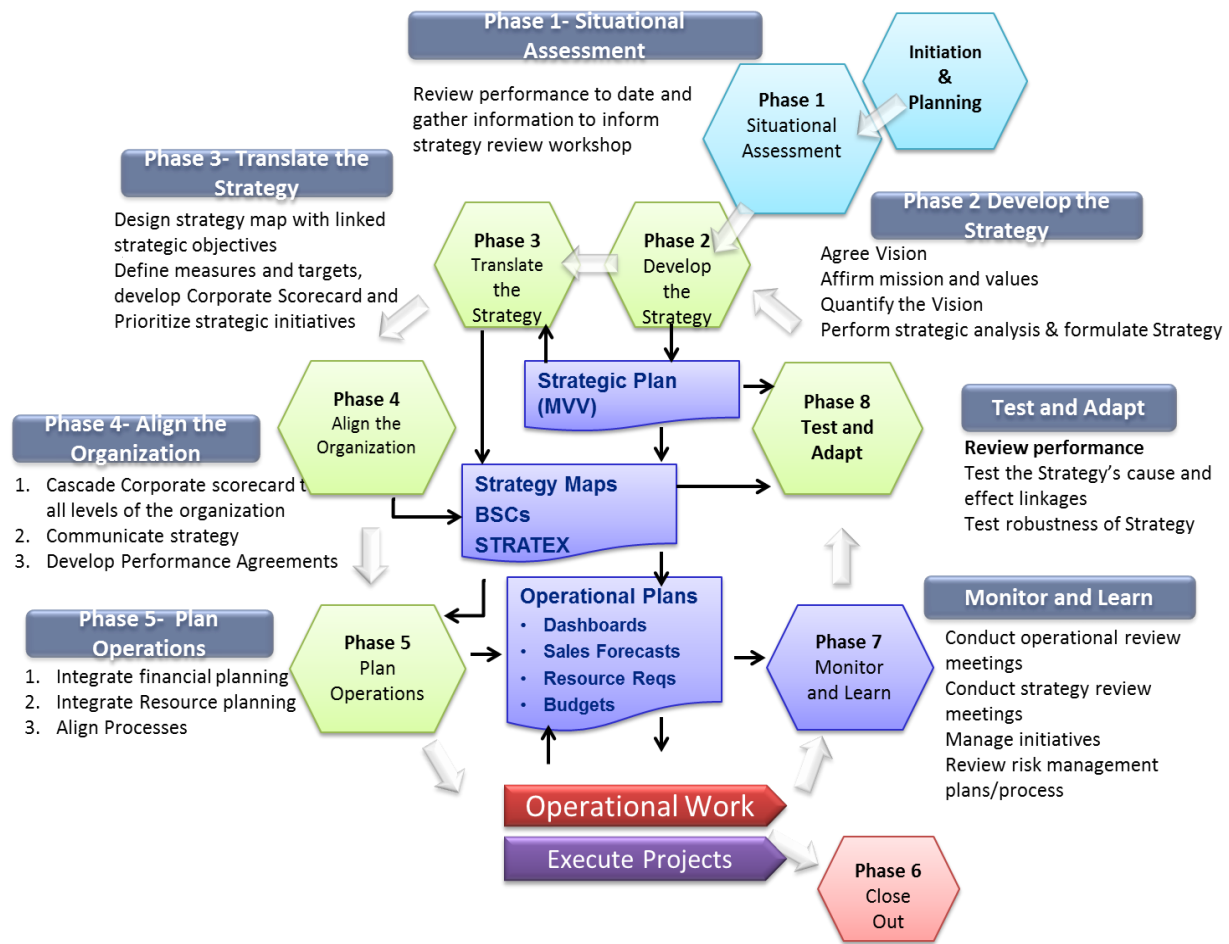 Phase 1- Situational
Assessment
Review performance to date and
gather information to inform
strategy review workshop
Initiation
&
Planning
Phase 1
Situational
Assessment
Phase 3- Translate the
Strategy
Design strategy map with linked
strategic objectives
Define measures and targets,
develop Corporate Scorecard and
Prioritize strategic initiatives
Phase 3
Translate
the
Strategy
Phase 2
Develop
the
Strategy
Phase 2 Develop the
Strategy
Agree Vision
Affirm mission and values
Quantify the Vision
Perform strategic analysis & formulate Strategy
Strategic Plan
(MVV)
Phase 4
Align the
Organization
Phase 8
Test and
Adapt
Test and Adapt
Review performance
Test the Strategy’s cause and
effect linkages
Test robustness of Strategy
Phase 4- Align the
Organization
1. Cascade Corporate scorecard t
all levels of the organization
2. Communicate strategy
3. Develop Performance Agreements
Strategy Maps
BSCs
STRATEX
Phase 5- Plan
Operations
1. Integrate financial planning
2. Integrate Resource planning
3. Align Processes
Phase 5
Plan
Operations
Operational Plans
• Dashboards
• Sales Forecasts
• Resource Reqs
• Budgets
Phase 7
Monitor
and Learn
Monitor and Learn
Conduct operational review
meetings
Conduct strategy review
meetings
Manage initiatives
Review risk management
plans/process
Operational Work
Execute Projects
Phase 6
Close
Out